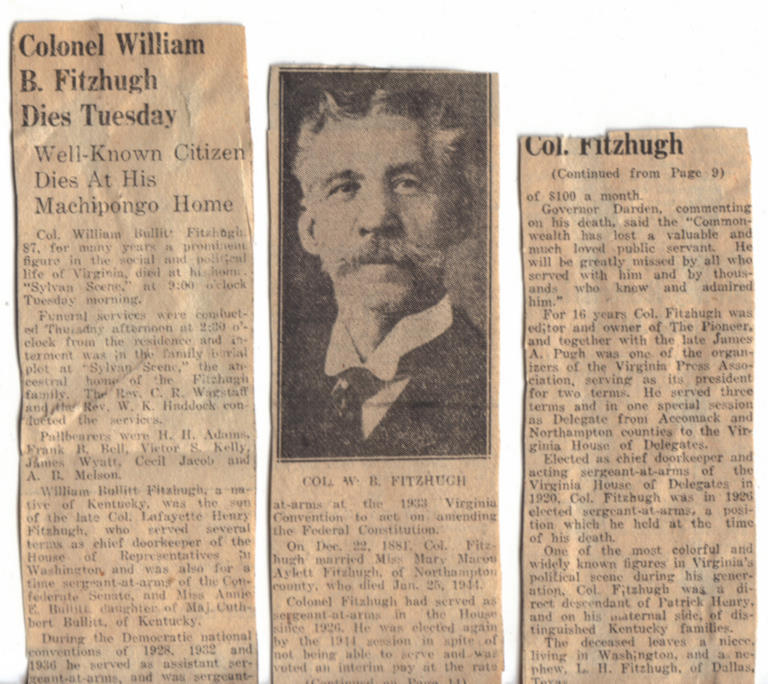 Colonel William
B. Fitzhugh
Dies Tuesday
Well-Known Citizen
Dies At His
Machipongo Home
Col. William Bullitt Fitzhugh,
87, for many years a prominent
figure in the social and political
life of Virginia, died at his home,
"Sylvan Scene," at 9:00 o'clock
Tuesday morning.
Funeral services were conduct-
ed Thursday afternoon at 2:30 o'-
clock from the residence and in-
terment was in the family burial
plot at "Sylvan Scene," the an-
cestral home of the Fitzhugh
family. The Rev. C. R. Wagstaff
and the Rev. W. K. Haddock con-
ducted the services.
Pallbearers were H. H. Adams,
Frank R. Bell, Victor S. Kelly,
James Wyatt, Cecil Jacob and
A. B. Melson.
William Bullitt Fitzhugh, a na-
tive of Kentucky, was the son
of the late Col. Lafayette Henry
Fitzhugh, who served several
terms as chief doorkeeper of the
House of Representatives in
Washington, and was also for a
time sergeant-at-arms of the Con-
federate Senate, and Miss Annie
E. Bullitt, daughter of Maj. Cuth-
bert Bullitt, of Kentucky.
During the Democratic national
conventions of 1928, 1932 and
1936 he served as assistant ser-
geant-at-arms, and was sergeant-
COL. W. B. FITZHUGH
at-arms at the 1933 Virginia
Convention to act on amending
the Federal Constitution.
On Dec. 22, 1881, Col. Fitz-
hugh married Miss Mary Macon
Aylett Fitzhugh, of Northampton
county, who died Jan. 25, 1944.
Colonel Fitzhugh had served as
sergeant-at-arms in the House
since 1926. He was elected again
by the 1914 session in spite of
not being able to serve and was
voted an interim pay at the rate
(Continued on Page 14)
Col. Fitzhugh
(Continued from Page 9)
of $100 a month.
Governor Darden, commenting
on his death, said the "Common-
wealth has lost a valuable and
much loved public servant. He
will be greatly missed by all who
served with him and by thous-
ands who knew and admired
him."
For 16 years Col. Fitzhugh was
editor and owner of The Pioneer,
and together with the late James
A. Pugh was one of the organ-
izers of the Virginia Press Asso-
ciation, serving as its president
for two terms. He served three
terms and in one special session
as Delegate from Accomack and
Northampton counties to the Vir-
ginia House of Delegates.
Elected as chief doorkeeper and
acting sergeant-at-arms of the
Virginia House of Delegates in
1920, Col. Fitzhugh was in 1926
elected sergeant-at-arms, a posi-
tion which he held at the time
of his death.
One of the most colorful and
widely known figures in Virginia's
political scene during his gener-
ation, Col. Fitzhugh was a di-
rect descendant of Patrick Henry,
and on his maternal side, of dis-
tinguished Kentucky families.
The deceased leaves a niece,
living in Washington, and a ne-
phew, L. H. Fitzhugh, of Dallas,
Texas.